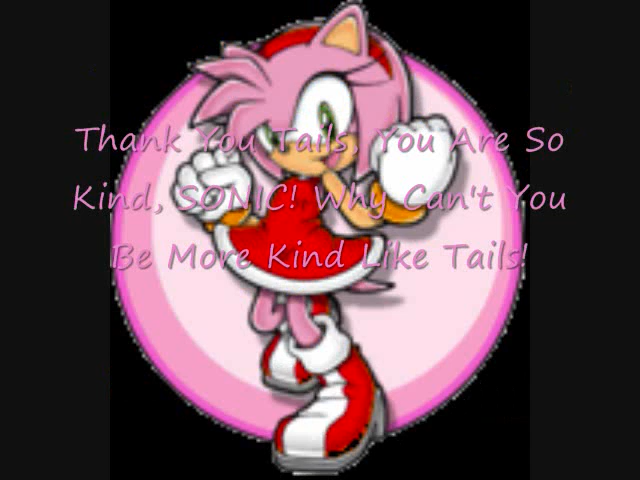 Thank You Tails, You Are So
Kind, SONIC! Why Can't You
Be More Kind Like Tails!